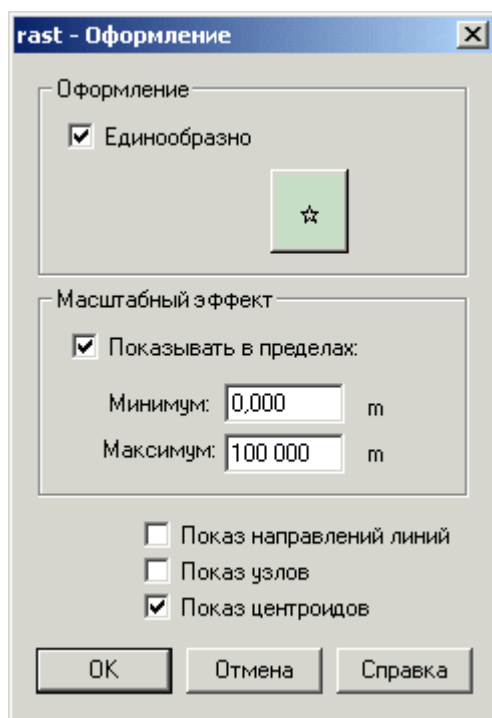 rast - Оформление
Оформление
Единообразно
Масштабный эффект
Показывать в пределах:
Минимум: 0,000 m
Максимум: 100 000 m
Показ направлений линий
Показ узлов
Показ центроидов
OK Отмена Справка